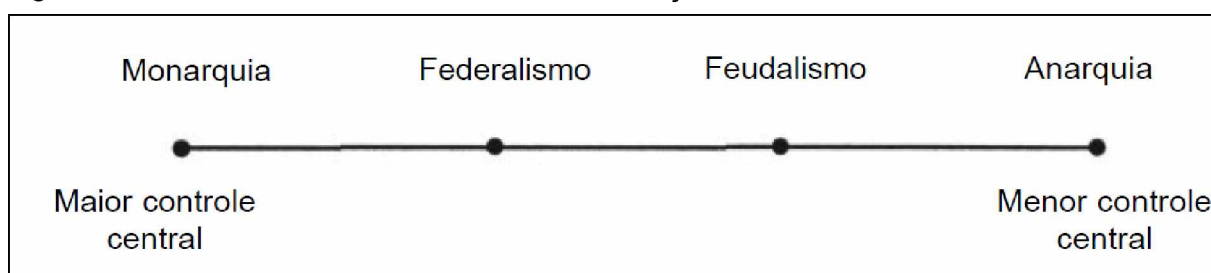 Monarquia Federalismo Feudalismo Anarquia
Maior controle central
Menor controle central